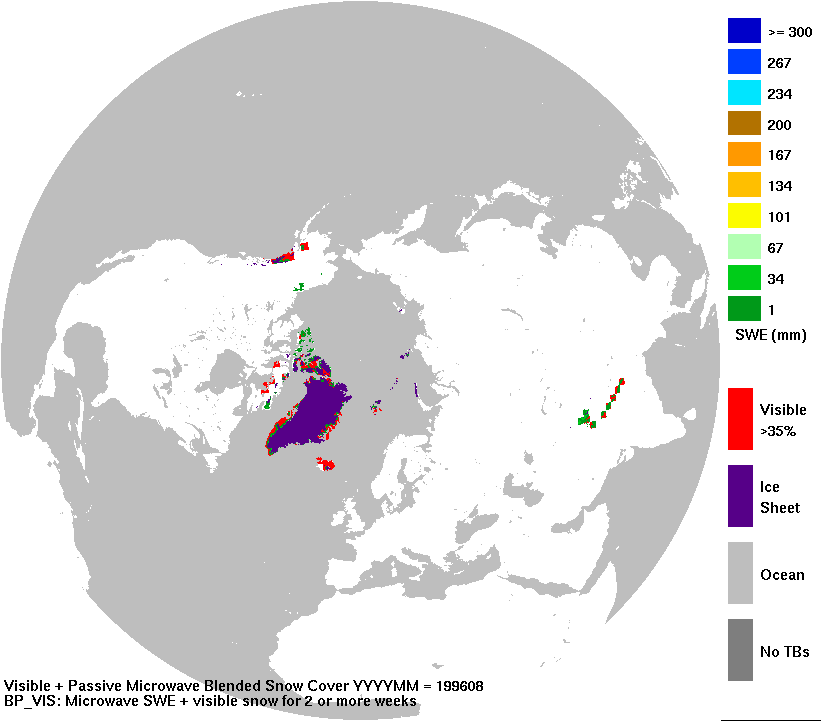 >= 300
267
234
200
167
134
101
67
34
1
SWE (mm)
Visible
>35%
Ice
Sheet
Ocean
No TBs
Visible + Passive Microwave Blended Snow Cover YYYYMM = 199608
BP_VIS: Microwave SWE + visible snow for 2 or more weeks